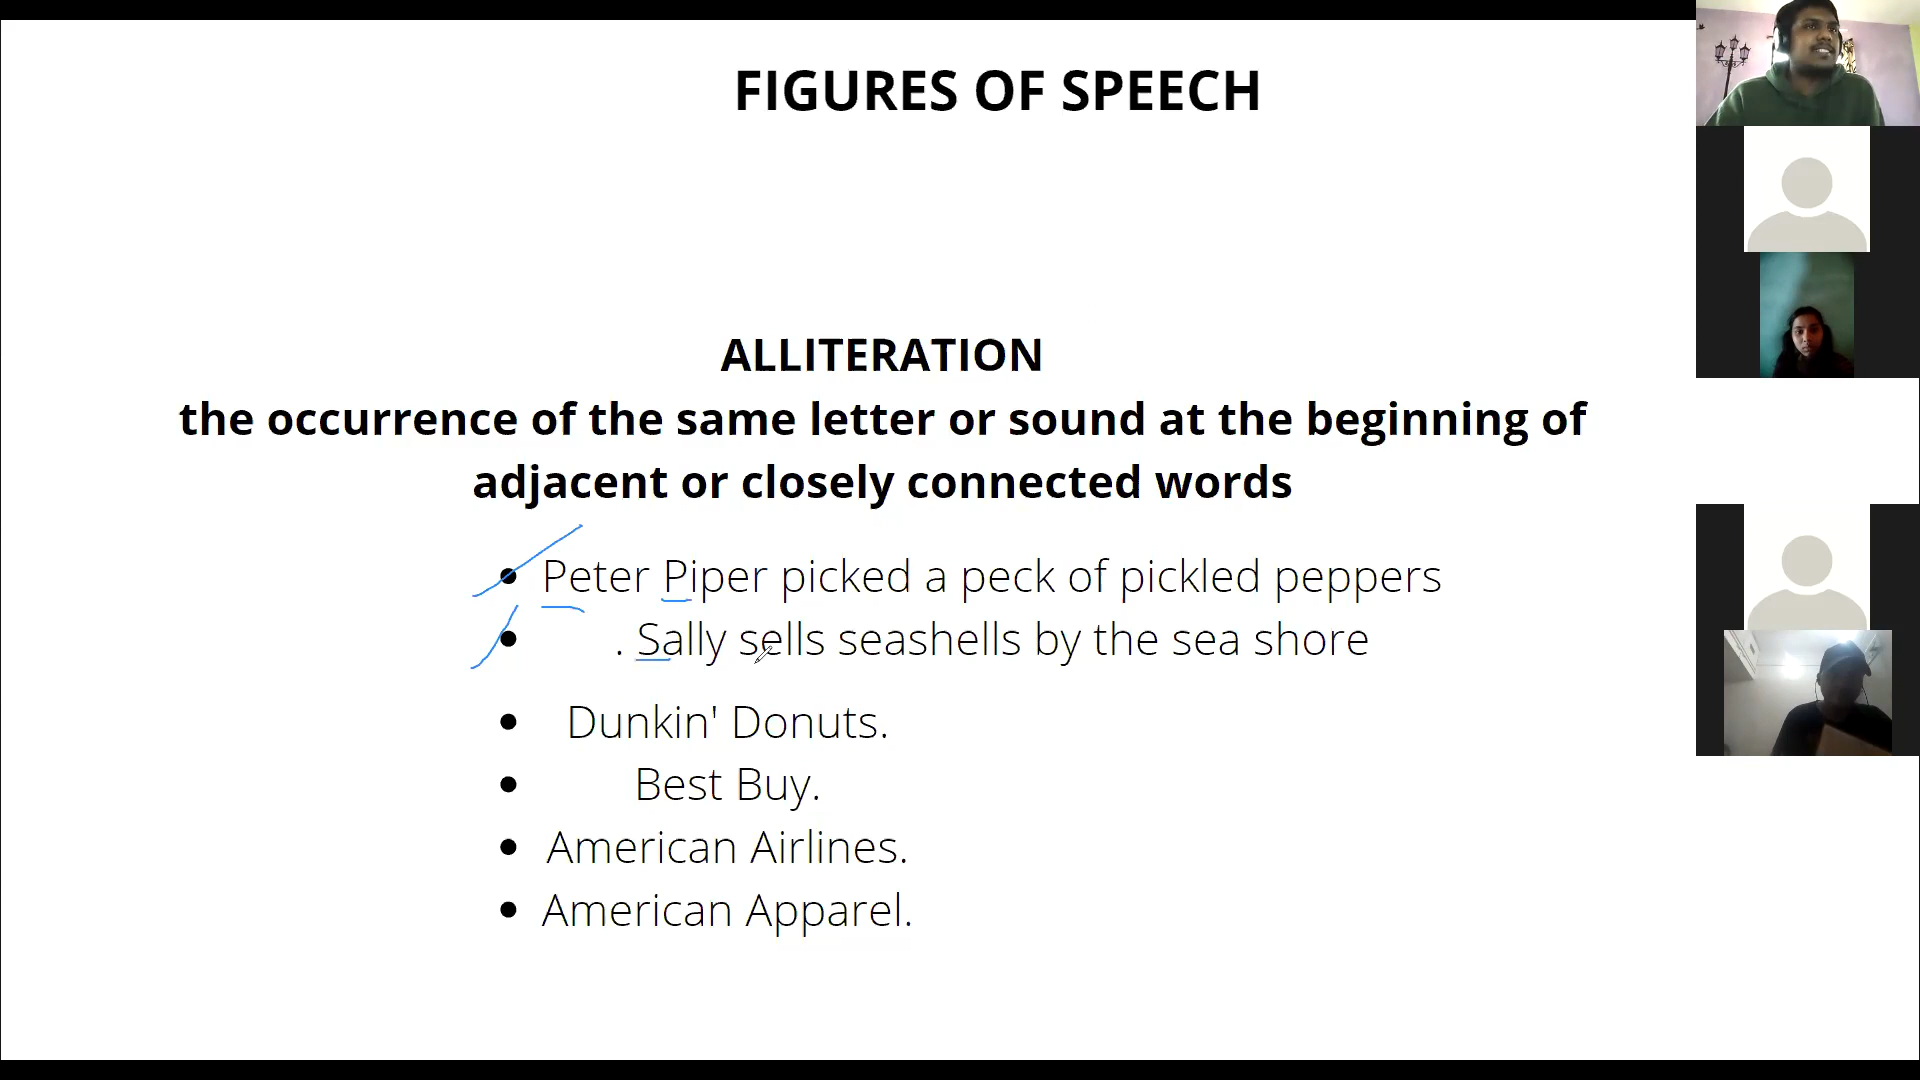 FIGURES OF SPEECH
ALLITERATION
the occurrence of the same letter or sound at the beginning of
adjacent or closely connected words
• Peter Piper picked a peck of pickled peppers
• . Sally sells seashells by the sea shore
• Dunkin' Donuts.
• Best Buy.
• American Airlines.
• American Apparel.